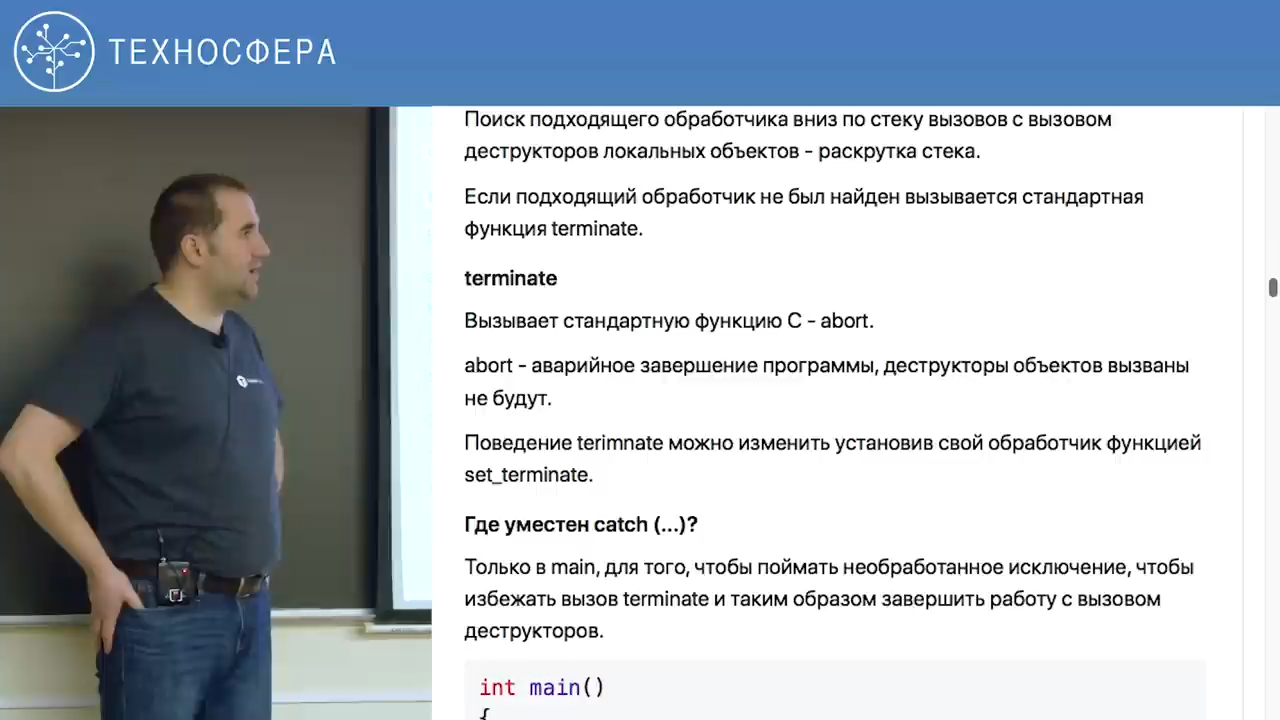 ТЕХНОСФЕРА
Поиск подходящего обработчика вниз по стеку вызовов с вызовом
деструкторов локальных объектов - раскрутка стека.
Если подходящий обработчик не был найден вызывается стандартная
функция terminate.
terminate
Вызывает стандартную функцию C - abort.
abort - аварийное завершение программы, деструкторы объектов вызваны
не будут.
Поведение terimnate можно изменить установив свой обработчик функцией
set_terminate.
Где уместен catch (...)?
Только в main, для того, чтобы поймать необработанное исключение, чтобы
избежать вызов terminate и таким образом завершить работу с вызовом
деструкторов.
int main()
{